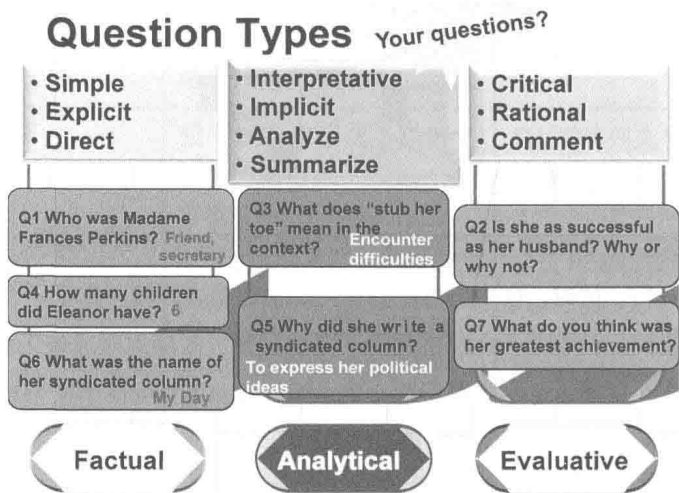 Question Types
Your questions?
• Simple
• Explicit
• Direct
• Interpretative
• Implicit
• Analyze
• Summarize
• Critical
• Rational
• Comment
Q1 Who was Madame
Frances Perkins? Friend,
secretary
Q4 How many children
did Eleanor have? 6
Q6 What was the name of
her syndicated column?
My Day
Q3 What does "stub her
toe" mean in the
context? Encounter
difficulties
Q5 Why did she write a
syndicated column?
To express her political
ideas
Q2 Is she as successful
as her husband? Why or
why not?
Q7 What do you think was
her greatest achievement?
Factual
Analytical
Evaluative